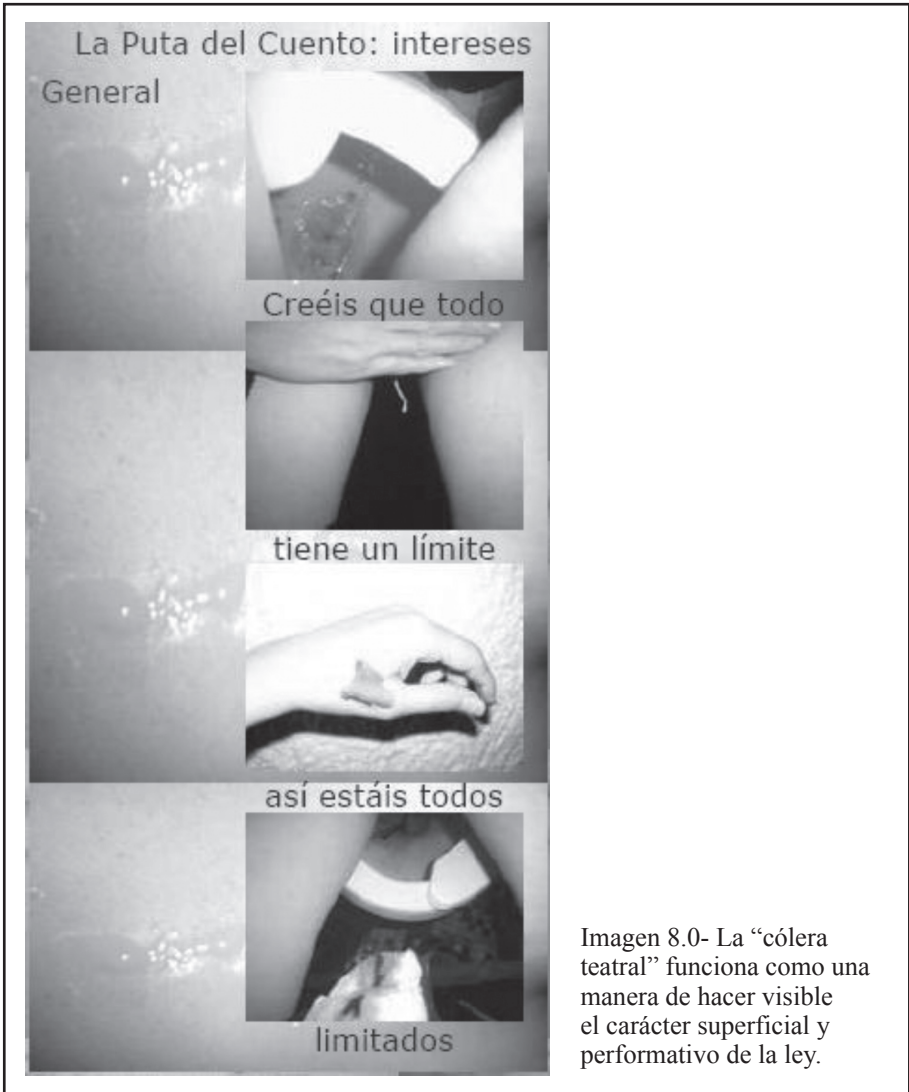 La Puta del Cuento: intereses
General
Creéis que todo
tiene un límite
así estáis todos
limitados
Imagen 8.0- La “cólera
teatral” funciona como una
manera de hacer visible
el carácter superficial y
performativo de la ley.